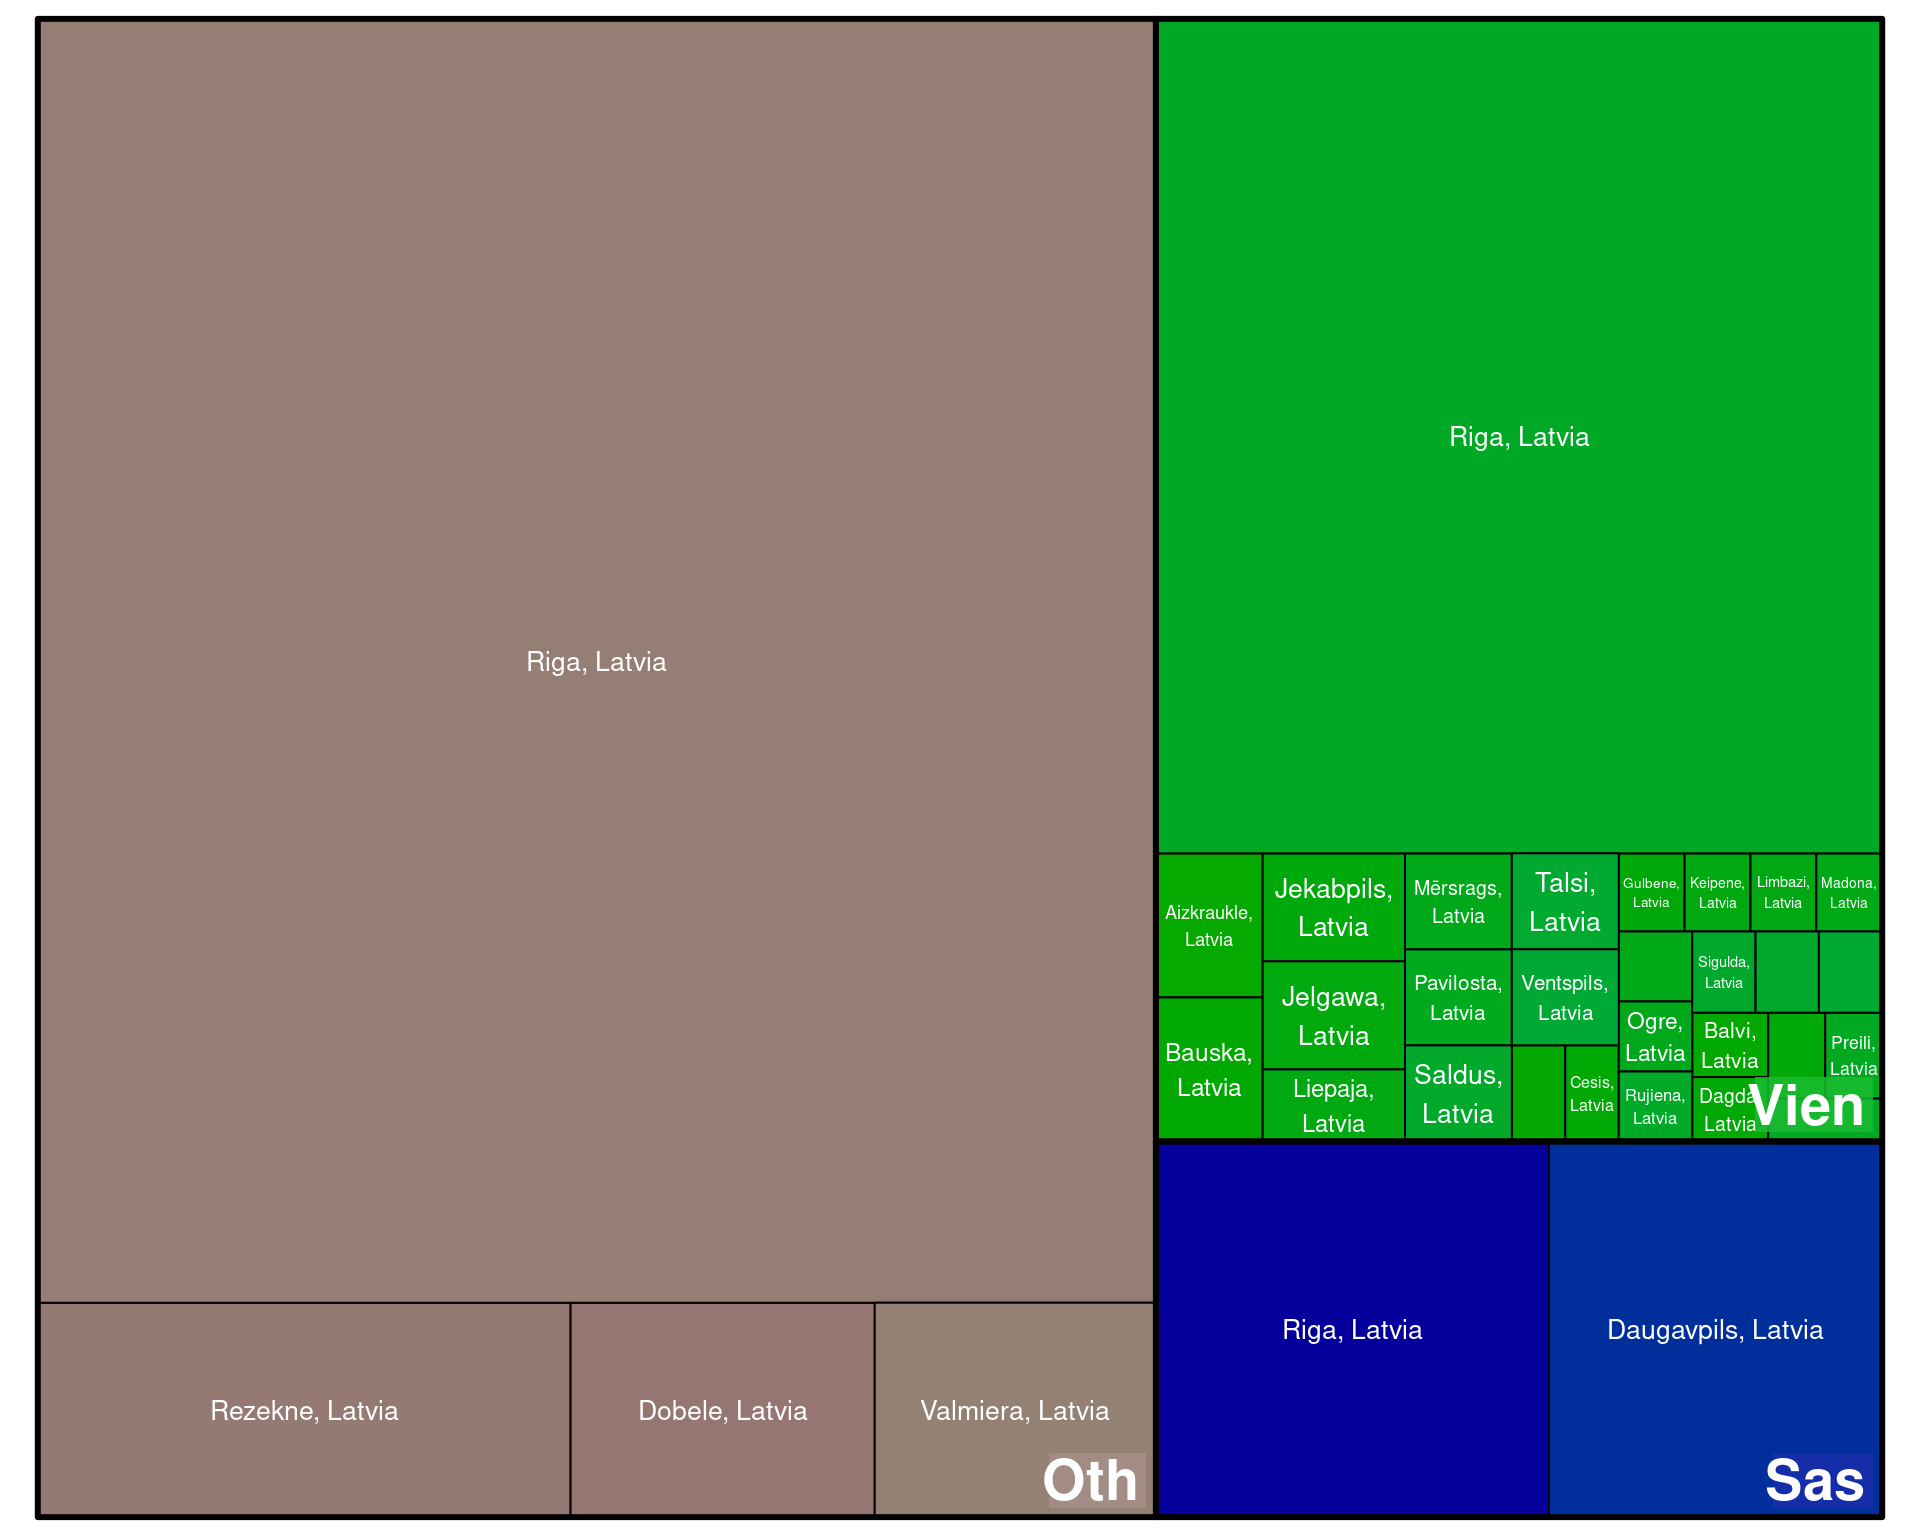 Riga, Latvia
Rezekne, Latvia
Dobele, Latvia
Valmiera, Latvia
Oth
Riga, Latvia
Aizkraukle,
Latvia
Bauska,
Latvia
Jekabpils,
Latvia
Jelgawa,
Latvia
Liepaja,
Latvia
Mērsrags,
Latvia
Pavilosta,
Latvia
Saldus,
Latvia
Talsi,
Latvia
Ventspils,
Latvia
Cesis,
Latvia
Gulbene,
Latvia
Keipene,
Latvia
Limbazi,
Latvia
Madona,
Latvia
Ogre,
Latvia
Rujiena,
Latvia
Sigulda,
Latvia
Balvi,
Latvia
Dagda
Latvia
Preili,
Latvia
Vien
Riga, Latvia
Daugavpils, Latvia
Sas